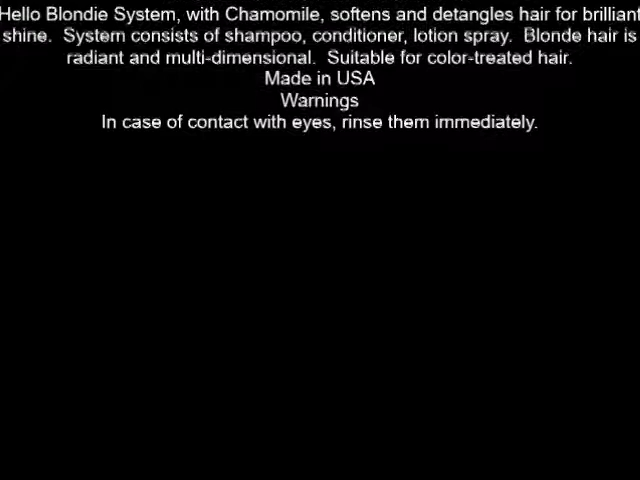 Hello Blondie System, with Chamomile, softens and detangles hair for brilliant
shine.  System consists of shampoo, conditioner, lotion spray.  Blonde hair is
radiant and multi-dimensional.  Suitable for color-treated hair.
Made in USA
Warnings
In case of contact with eyes, rinse them immediately.